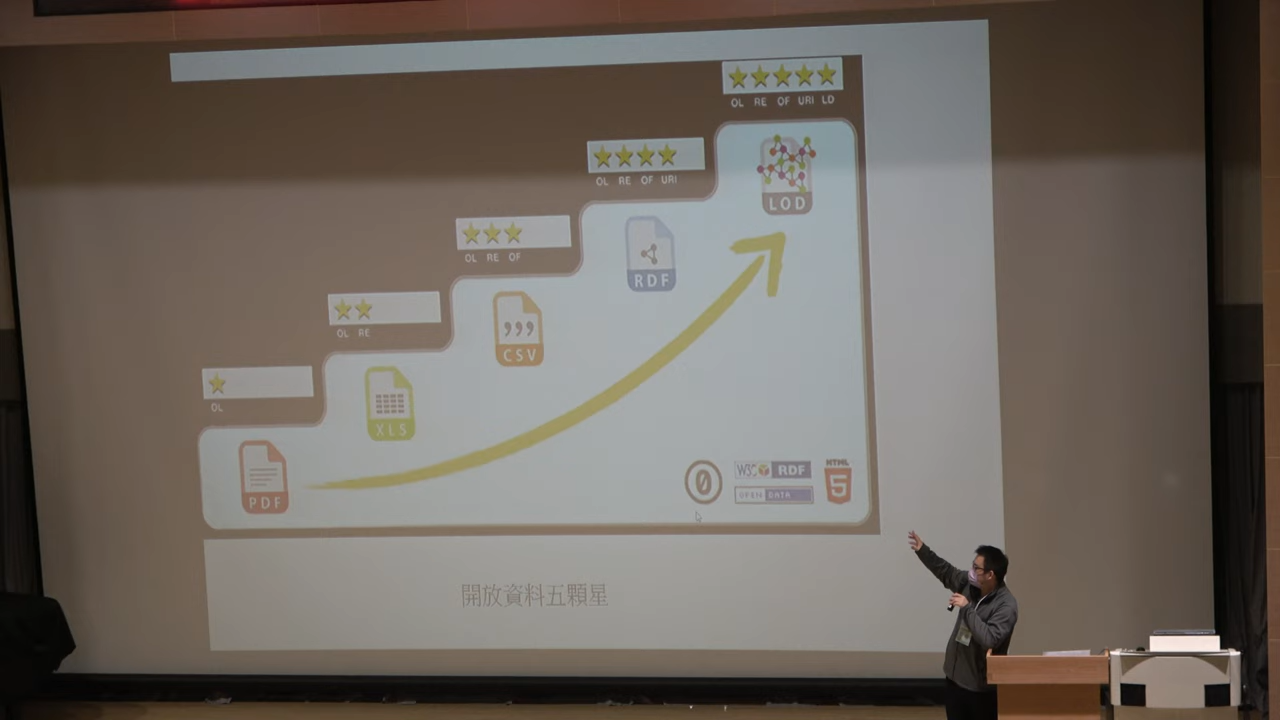 OL RE OF URI LD
OL RE OF URI
LOD
OL RE OF
RDF
OL RE
CSV
OL
XLS
PDF
0
W3C RDF
HTML
5
OPEN DATA
開放資料五顆星